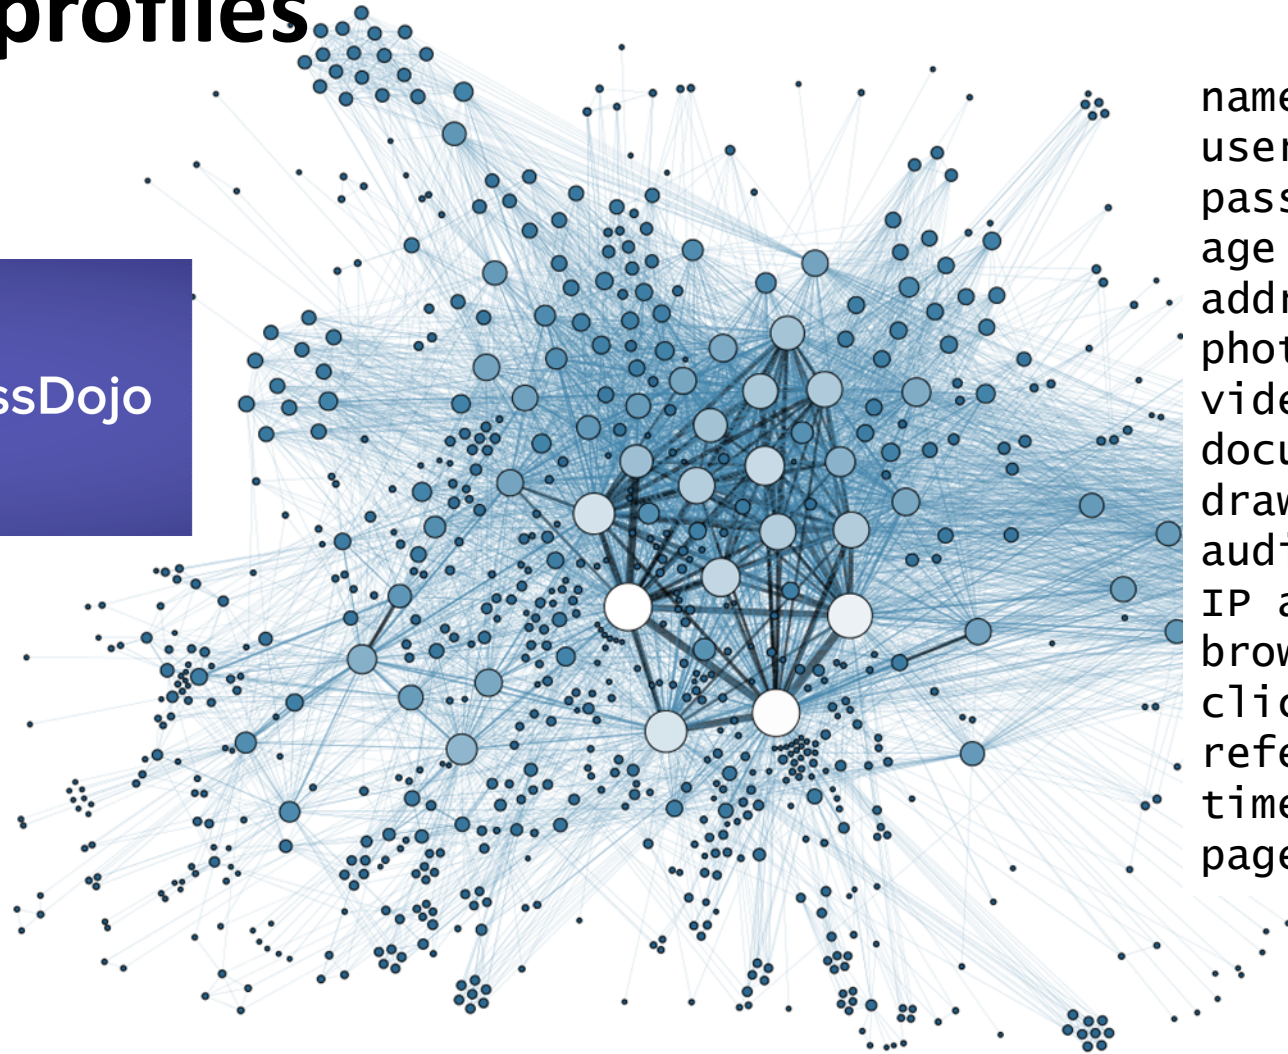 profiles
ssDojo
name
user
pass
age
addr
phot
vide
docu
draw
audi
IP a
brow
clic
refe
time
page